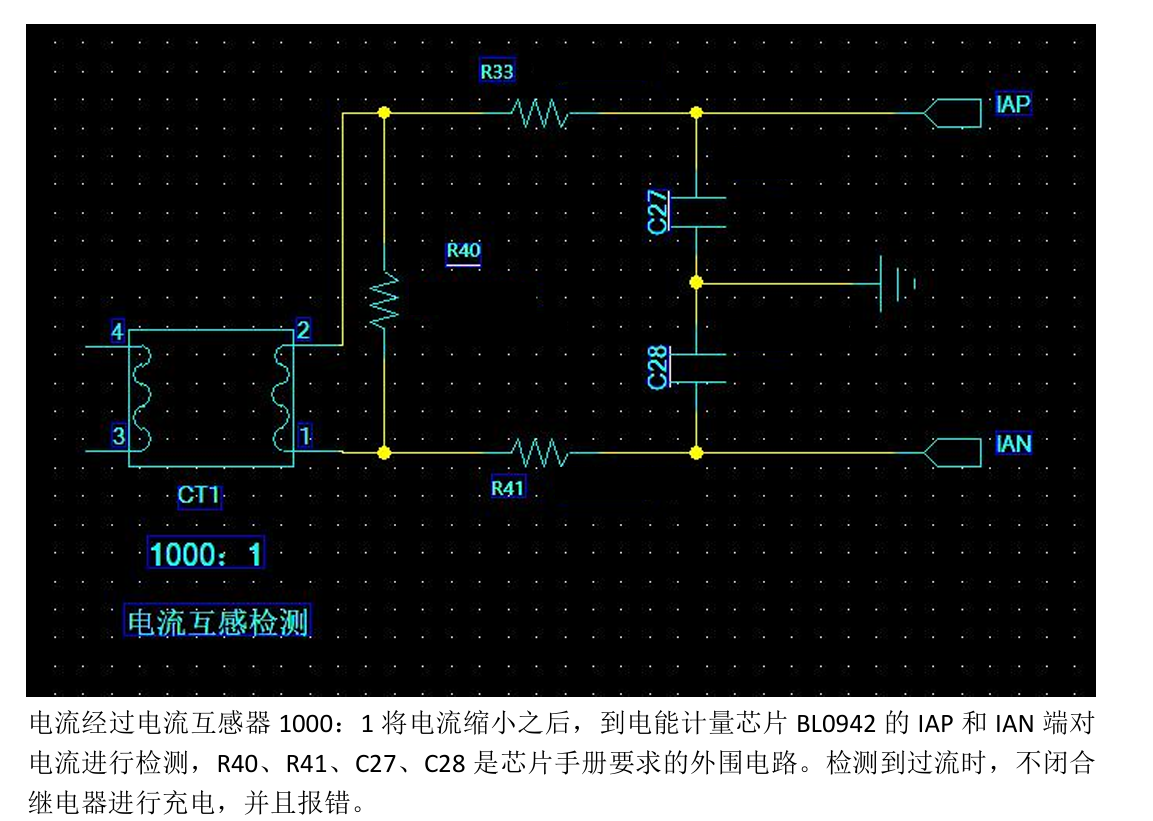 R33
IAP
C27
R40
4
2
C28
3
1
IAN
R41
CT1
1000：1
电流互感检测
电流经过电流互感器 1000：1 将电流缩小之后，到电能计量芯片 BL0942 的 IAP 和 IAN 端对
电流进行检测，R40、R41、C27、C28 是芯片手册要求的外围电路。检测到过流时，不闭合
继电器进行充电，并且报错。